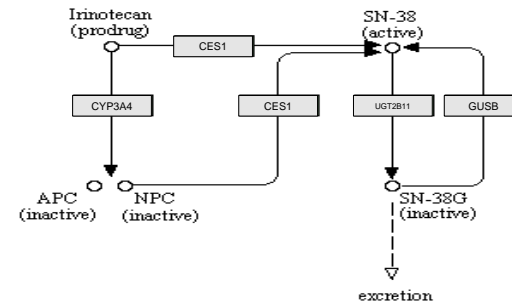 Irinotecan
(prodrug)
SN-38
(active)
CES1
CYP3A4
CES1
UGT2B11
GUSB
APC
(inactive)
NPC
(inactive)
SN-38G
(inactive)
excretion